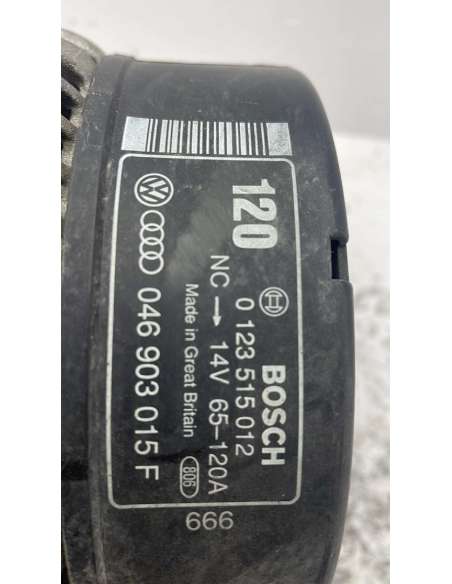 120
BOSCH
0 123 515 012
NC → 14V 65–120A
Made in Great Britain
806
046 903 015 F
666